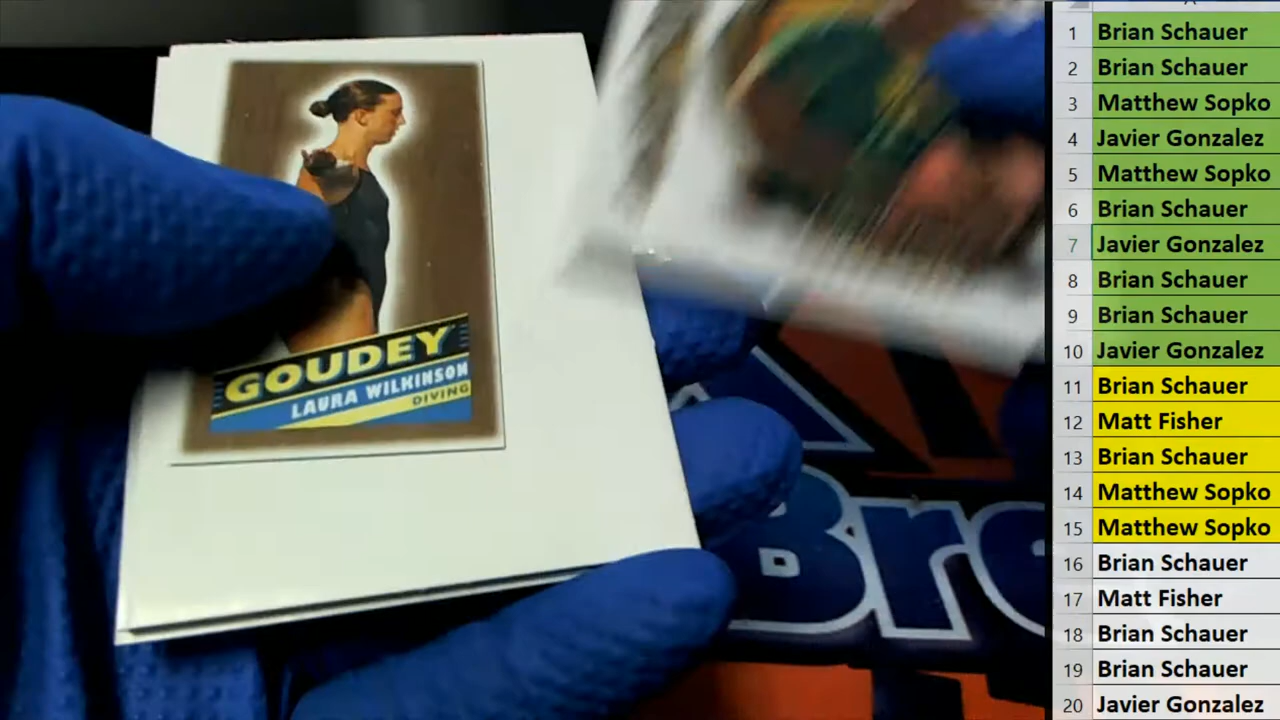 GOUDEY
LAURA WILKINSON
DIVING
Bre
A
1 Brian Schauer
2 Brian Schauer
3 Matthew Sopko
4 Javier Gonzalez
5 Matthew Sopko
6 Brian Schauer
7 Javier Gonzalez
8 Brian Schauer
9 Brian Schauer
10 Javier Gonzalez
11 Brian Schauer
12 Matt Fisher
13 Brian Schauer
14 Matthew Sopko
15 Matthew Sopko
16 Brian Schauer
17 Matt Fisher
18 Brian Schauer
19 Brian Schauer
20 Javier Gonzalez